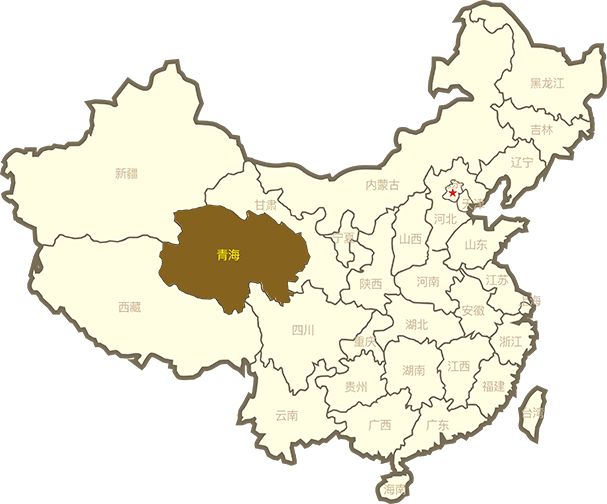 黑龙江
吉林
辽宁
新疆
内蒙古
甘肃
天津
河北
宁夏
山西
山东
青海
陕西
河南
江苏
西藏
安徽
四川
湖北
重庆
浙江
湖南
江西
贵州
福建
云南
台湾
广西
广东
海南